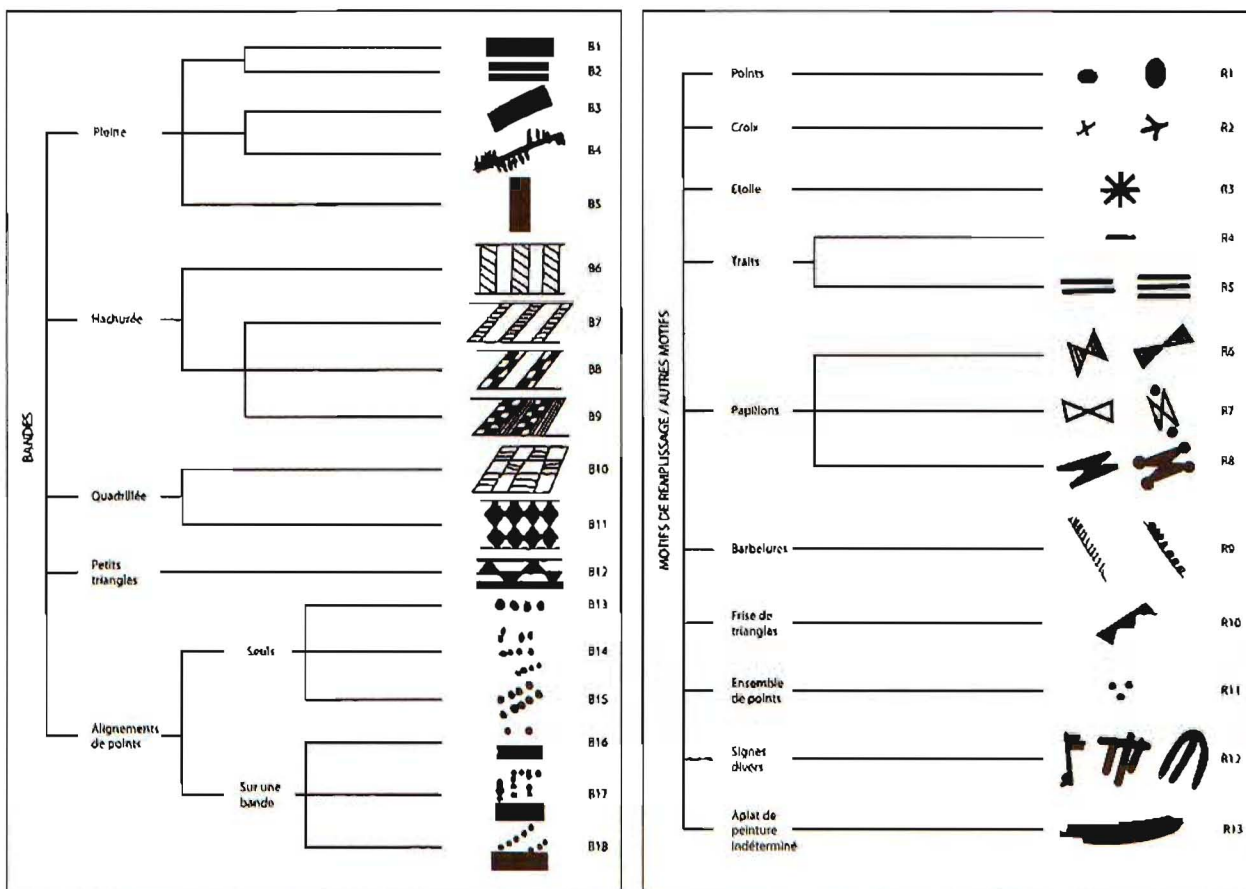 BANDES
Pleine
B1
B2
B3
B4
B5
Hachurée
B6
B7
B8
B9
Quadrillée
B10
B11
Petits
triangles
B12
Alignements
de points
Seuls
B13
B14
B15
Sur une
bande
B16
B17
B18
MOTIFS DE REMPLISSAGE / AUTRES MOTIFS
Points
R1
Croix
R2
Etoile
R3
Traits
R4
R5
Papillons
R6
R7
R8
Barbelures
R9
Frise de
triangles
R10
Ensemble
de points
R11
Signes
divers
R12
Aplat de
peinture
indéterminé
R13